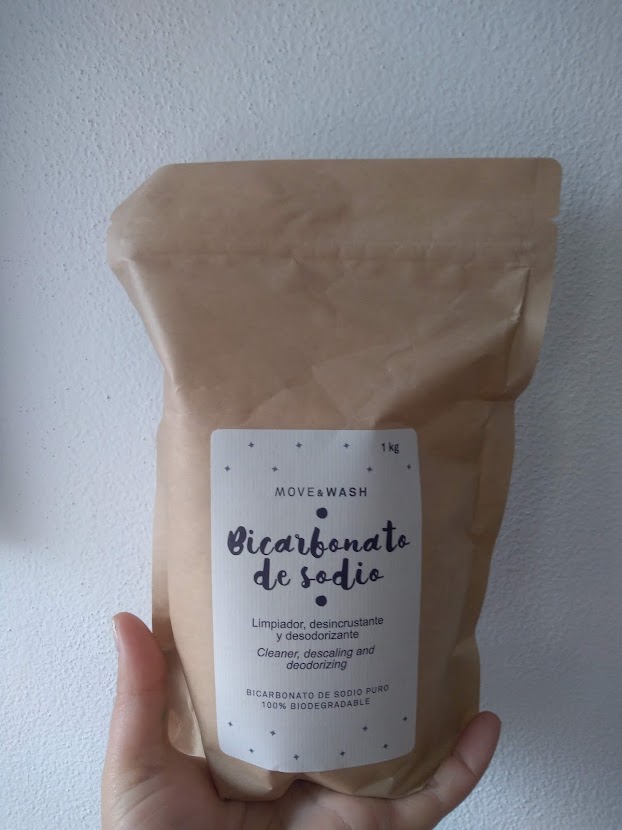 1 kg
MOVE&WASH
Bicarbonato
de sodio
Limpiador, desincrustante
y desodorizante
Cleaner, descaling and
deodorizing
BICARBONATO DE SODIO PURO
100% BIODEGRADABLE